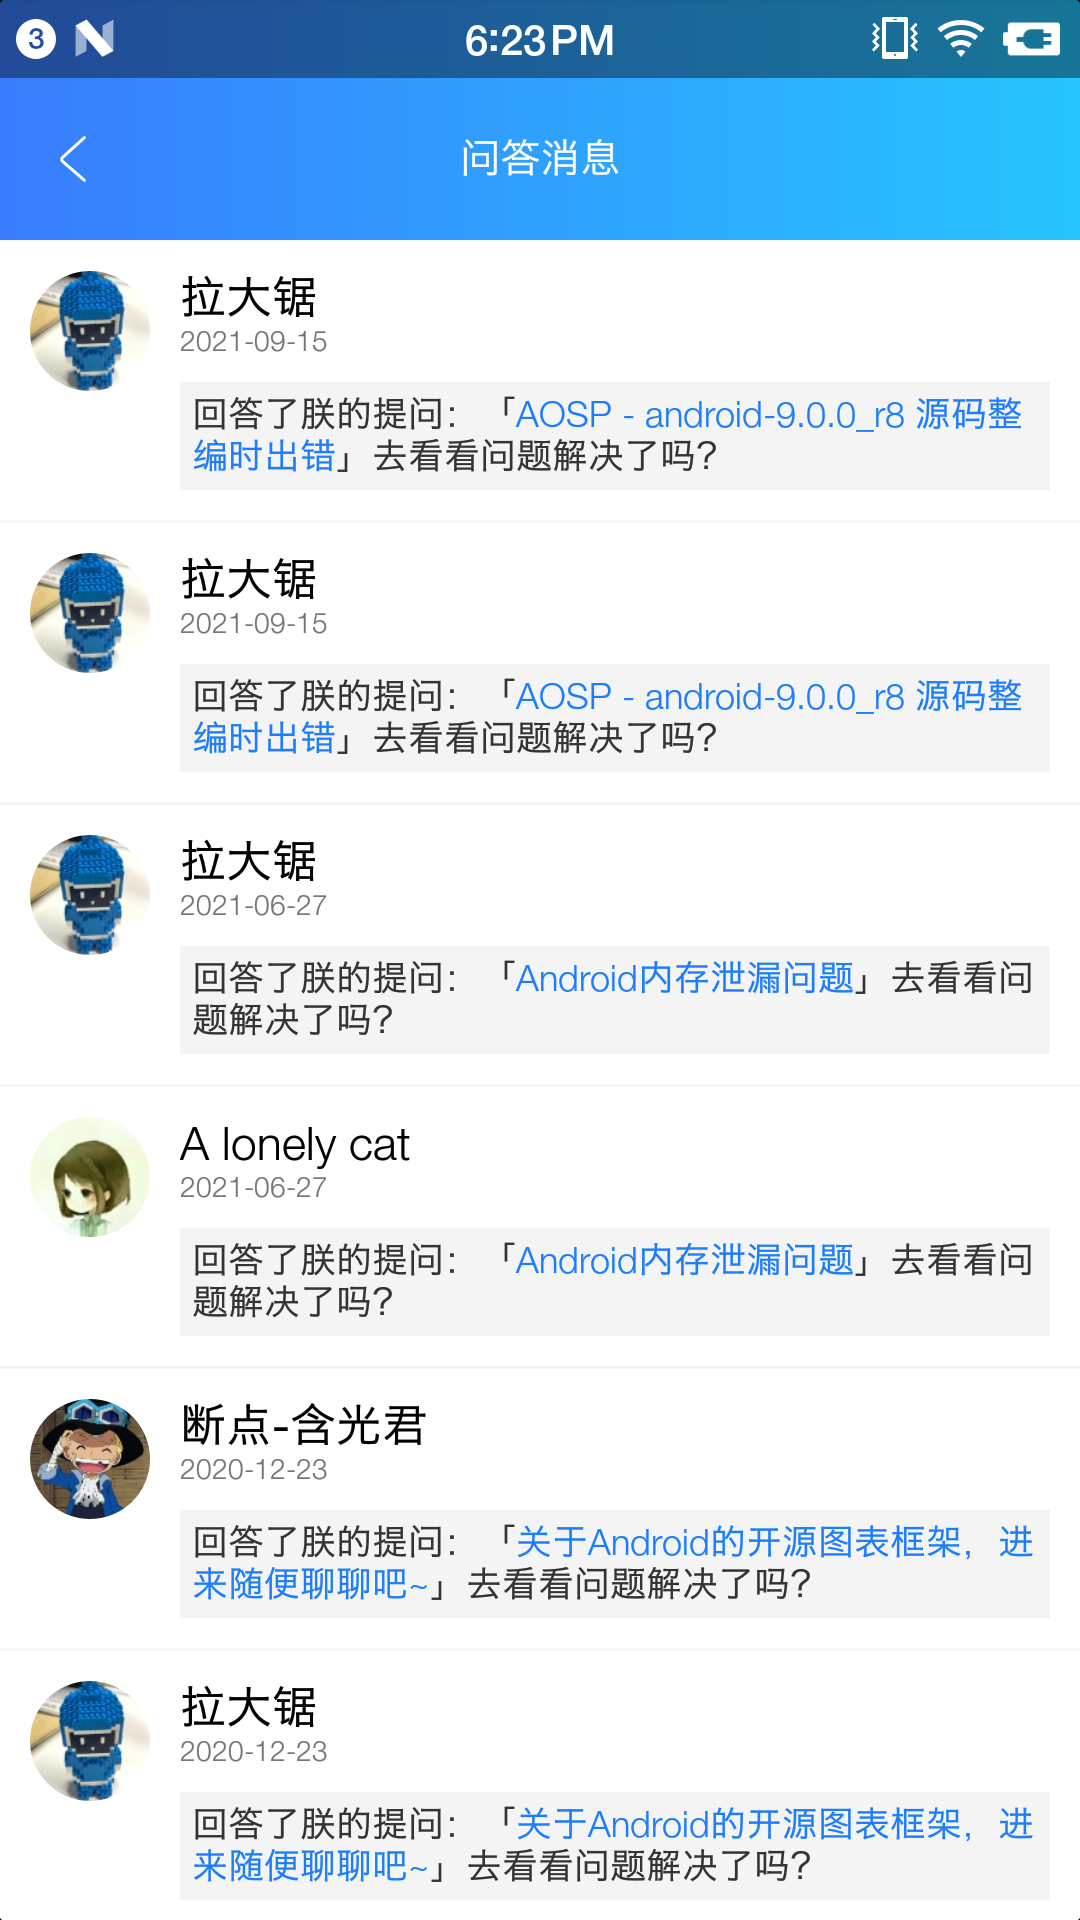 3
6:23PM
问答消息
拉大锯
2021-09-15
回答了朕的提问：「AOSP - android-9.0.0_r8 源码整
编时出错」去看看问题解决了吗?
拉大锯
2021-09-15
回答了朕的提问：「AOSP - android-9.0.0_r8 源码整
编时出错」去看看问题解决了吗?
拉大锯
2021-06-27
回答了朕的提问：「Android内存泄漏问题」去看看问
题解决了吗?
A lonely cat
2021-06-27
回答了朕的提问：「Android内存泄漏问题」去看看问
题解决了吗?
断点-含光君
2020-12-23
回答了朕的提问：「关于Android的开源图表框架，进
来随便聊聊吧~」去看看问题解决了吗?
拉大锯
2020-12-23
回答了朕的提问：「关于Android的开源图表框架，进
来随便聊聊吧~」去看看问题解决了吗?